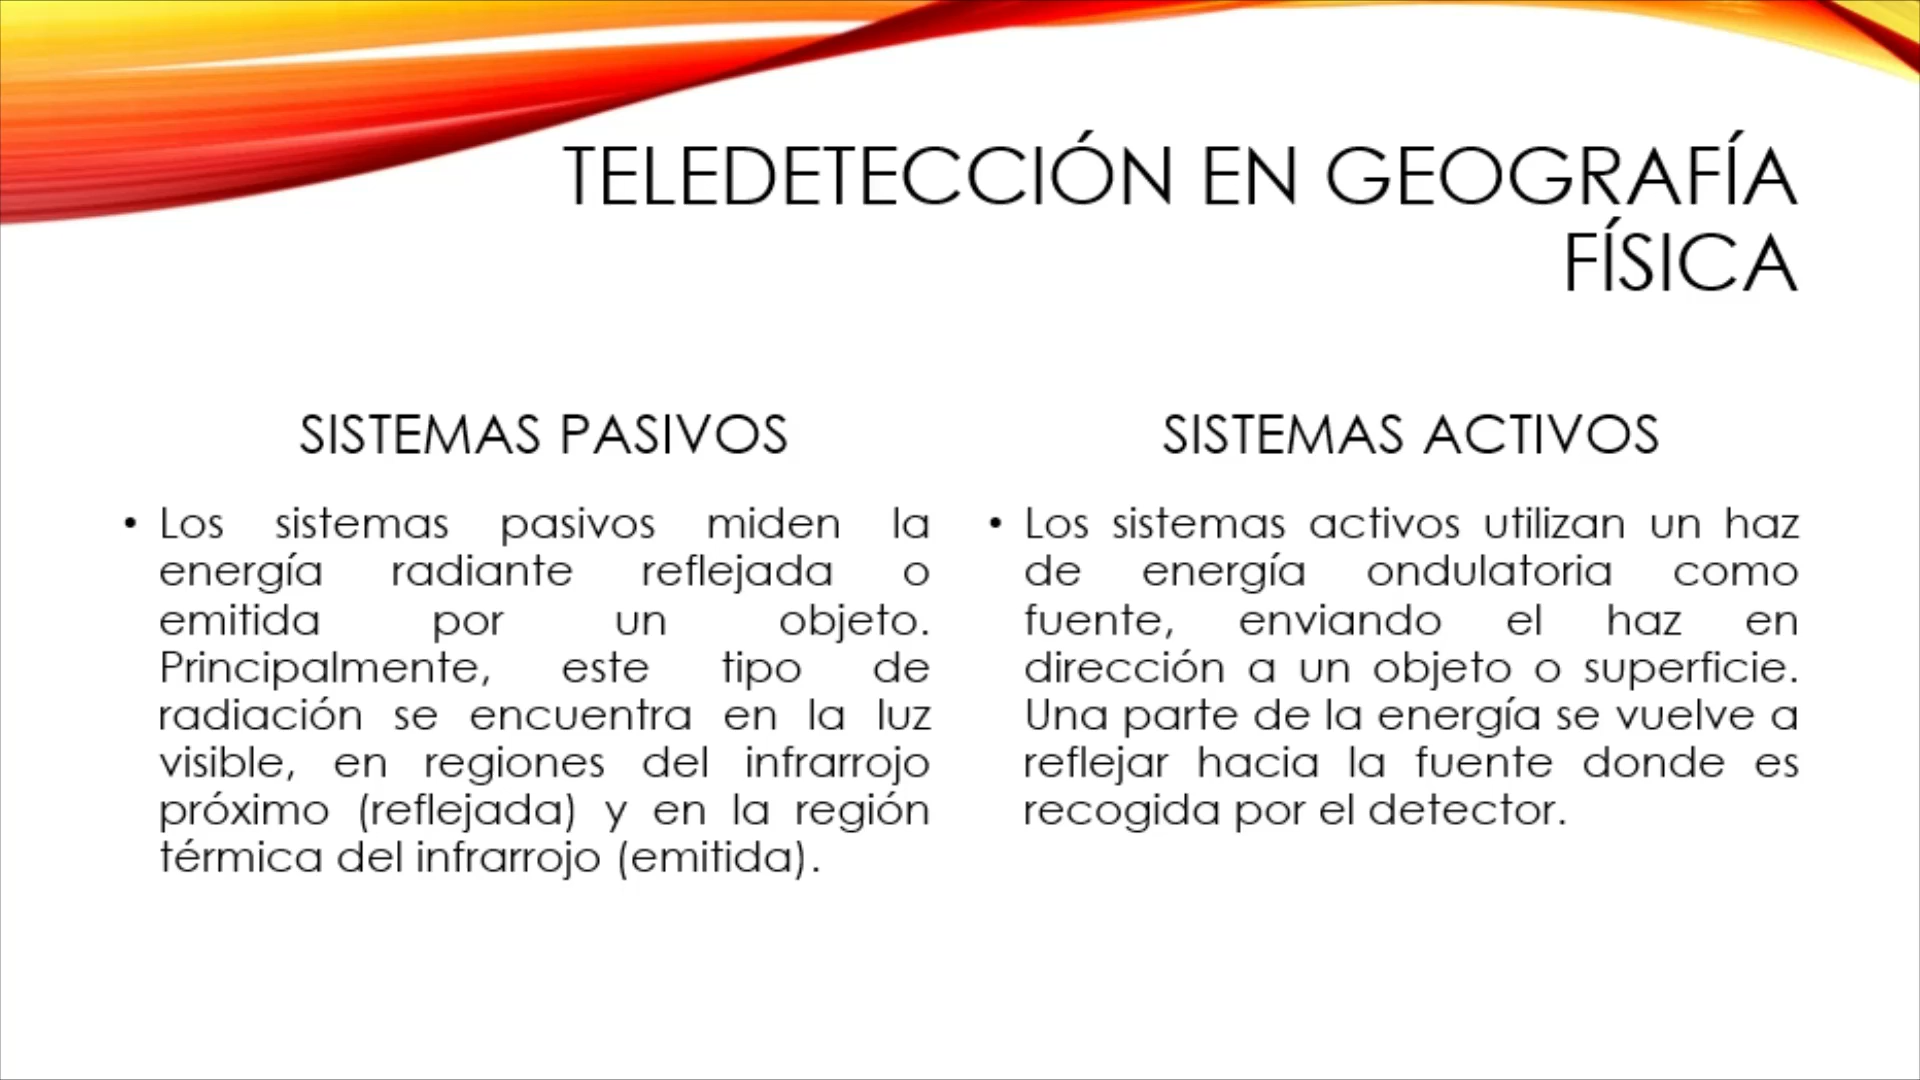 TELEDETECCIÓN EN GEOGRAFÍA
FÍSICA
SISTEMAS PASIVOS
• Los sistemas pasivos miden la
energía radiante reflejada o
emitida por un objeto.
Principalmente, este tipo de
radiación se encuentra en la luz
visible, en regiones del infrarrojo
próximo (reflejada) y en la región
térmica del infrarrojo (emitida).
SISTEMAS ACTIVOS
• Los sistemas activos utilizan un haz
de energía ondulatoria como
fuente, enviando el haz en
dirección a un objeto o superficie.
Una parte de la energía se vuelve a
reflejar hacia la fuente donde es
recogida por el detector.